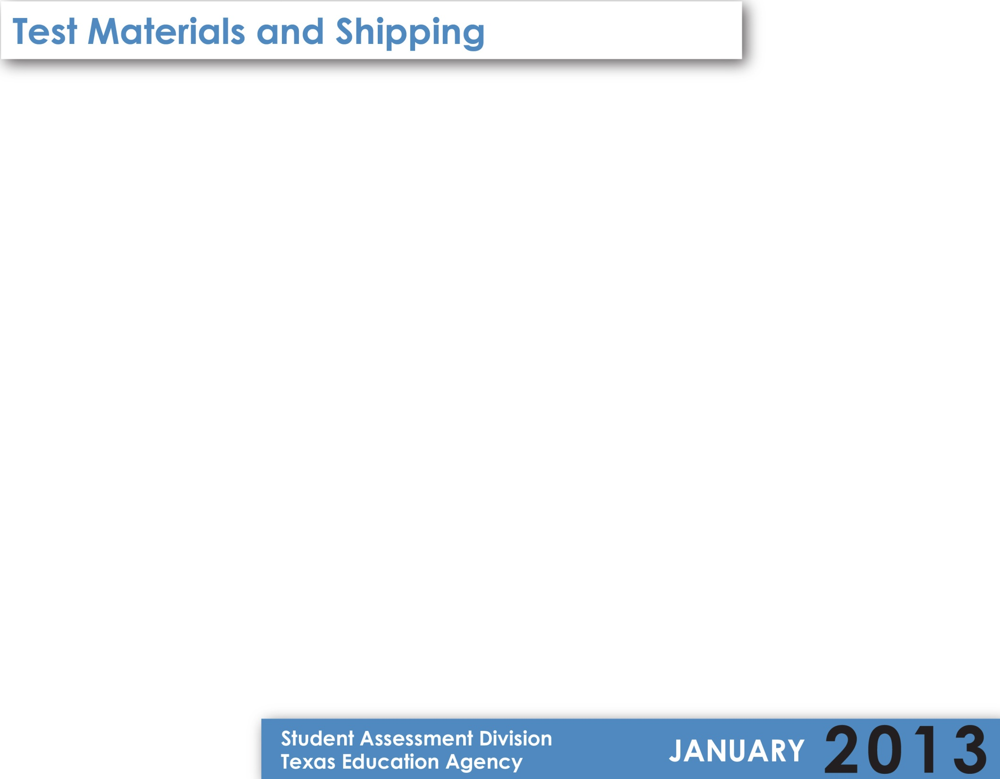 Test Materials and Shipping
Student Assessment Division
Texas Education Agency
JANUARY 2013